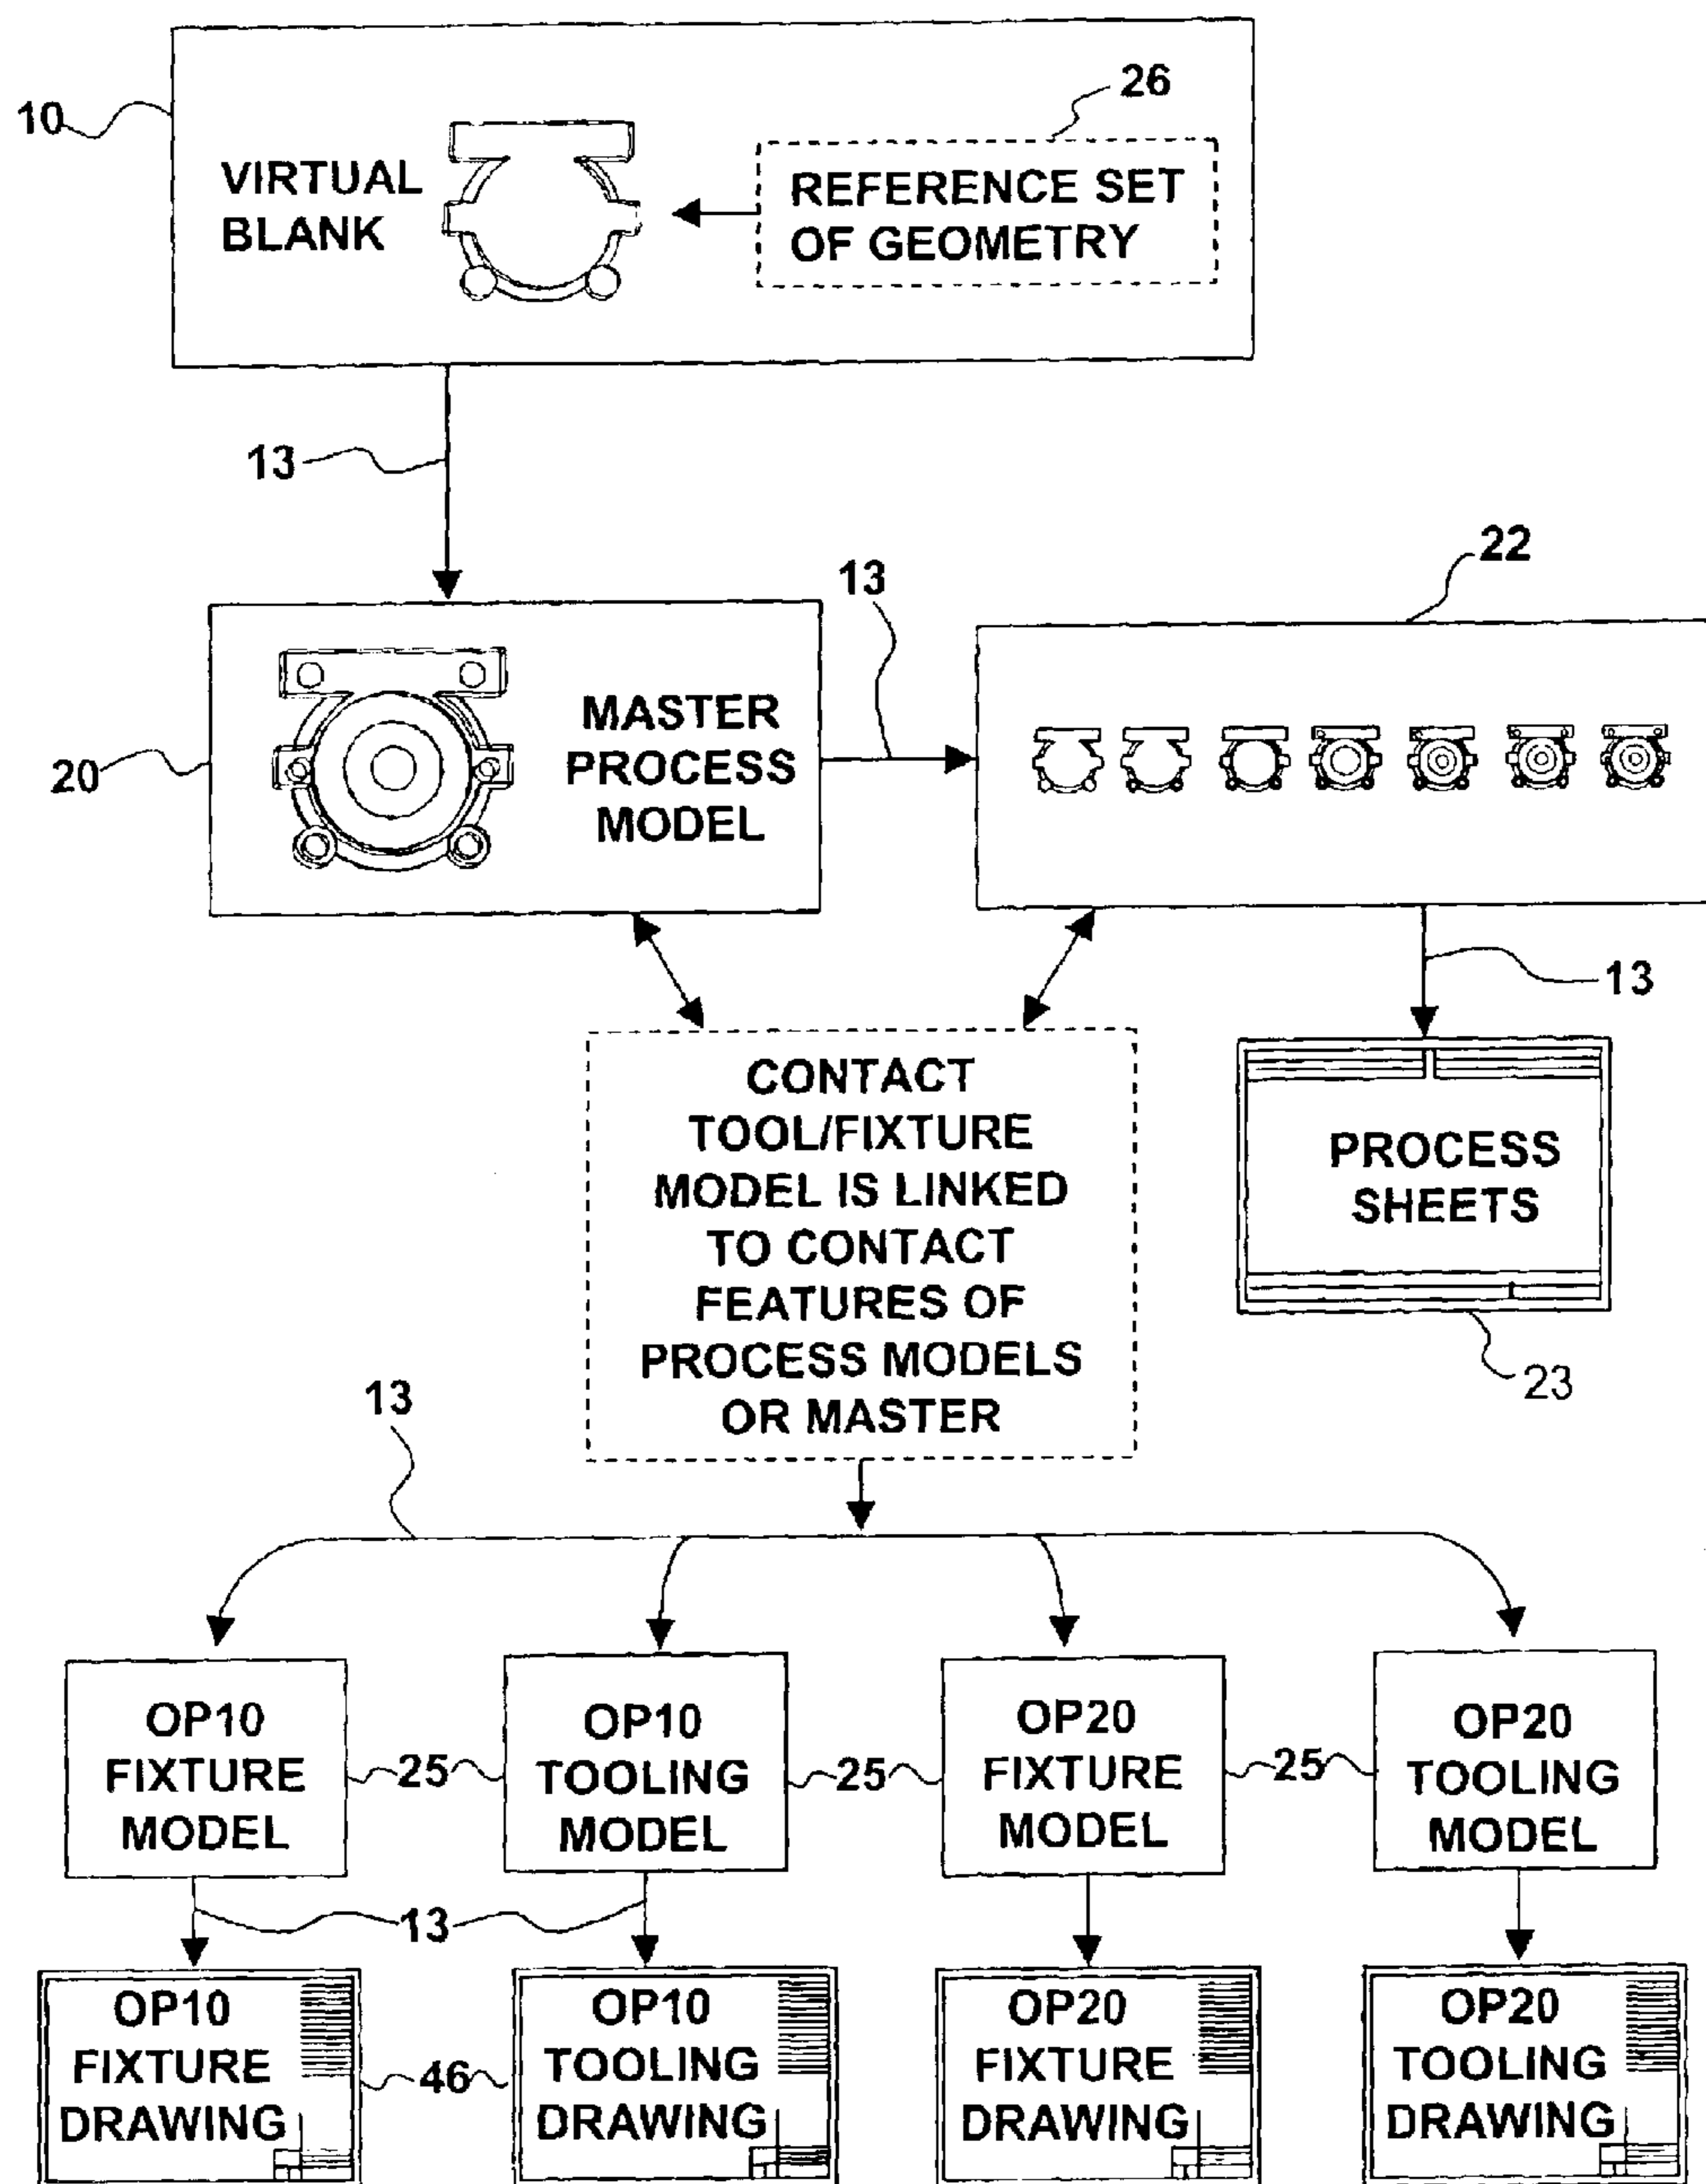 26
10
VIRTUAL
BLANK
REFERENCE SET
OF GEOMETRY
13
13
22
20
MASTER
PROCESS
MODEL
13
CONTACT
TOOL/FIXTURE
MODEL IS LINKED
TO CONTACT
FEATURES OF
PROCESS MODELS
OR MASTER
PROCESS
SHEETS
23
13
OP10
FIXTURE
MODEL
25
OP10
TOOLING
MODEL
25
OP20
FIXTURE
MODEL
25
OP20
TOOLING
MODEL
13
OP10
FIXTURE
DRAWING
46
OP10
TOOLING
DRAWING
OP20
FIXTURE
DRAWING
OP20
TOOLING
DRAWING